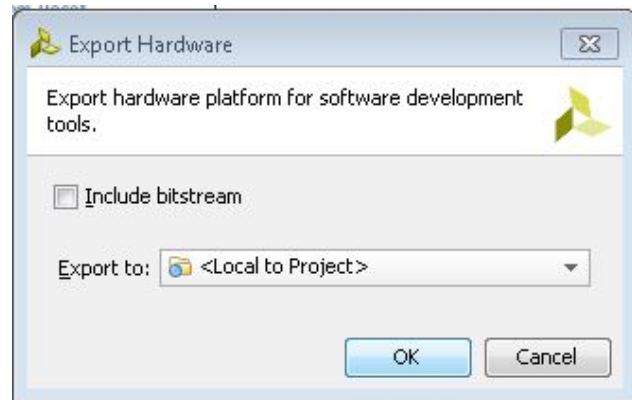 Export Hardware
Export hardware platform for software development
tools.
Include bitstream
Export to: <Local to Project>
OK Cancel